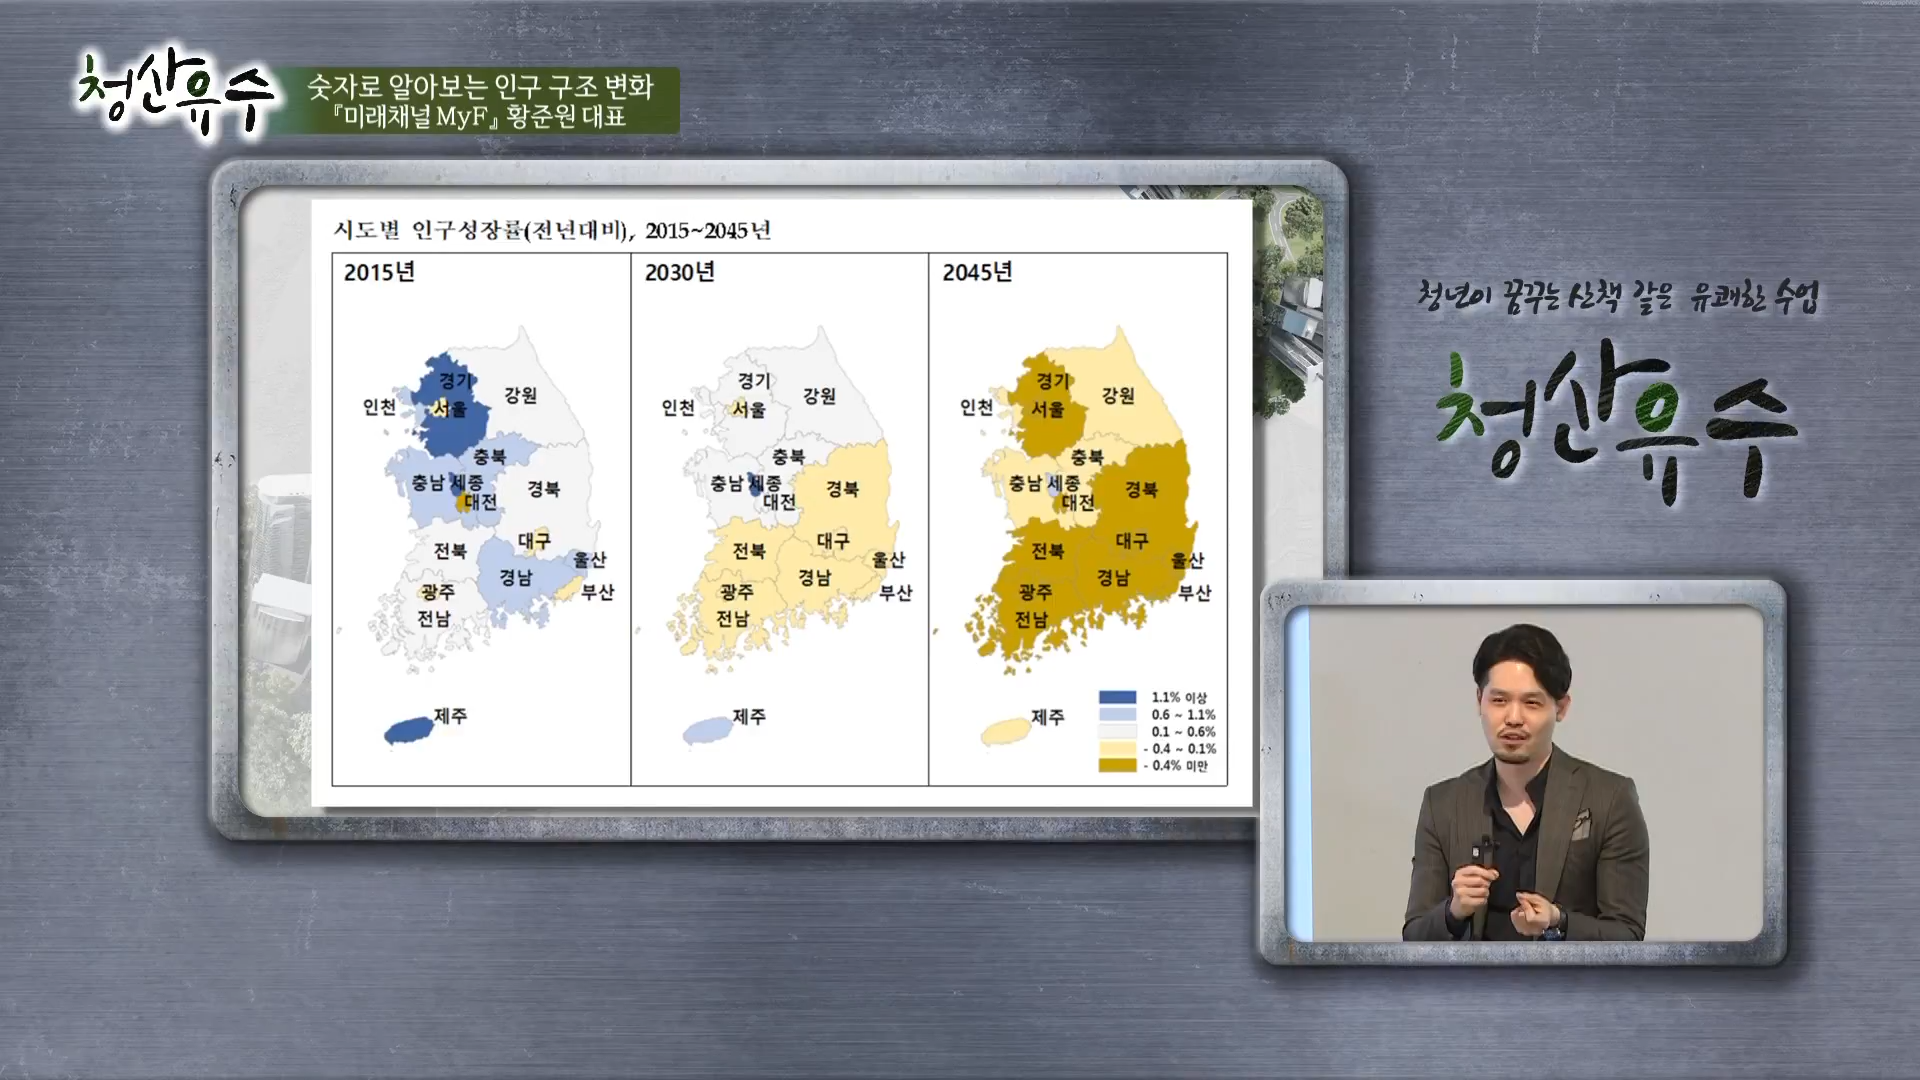 청산유수
숫자로 알아보는 인구 구조 변화
『미래채널 MyF』 황준원 대표
시도별 인구성장률(전년대비), 2015~2045년
2015년
경기
강원
인천
서울
충북
충남
세종
경북
대전
대구
전북
울산
경남
광주
부산
전남
제주
2030년
경기
강원
인천
서울
충북
충남
세종
경북
대전
대구
전북
울산
경남
광주
부산
전남
제주
2045년
경기
강원
인천
서울
충북
충남
세종
경북
대전
대구
전북
울산
경남
광주
부산
전남
제주
1.1% 이상
0.6 ~ 1.1%
0.1 ~ 0.6%
- 0.4 ~ 0.1%
- 0.4% 미만
청년이 꿈꾸는 산책 같은 유쾌한 수업
청산유수